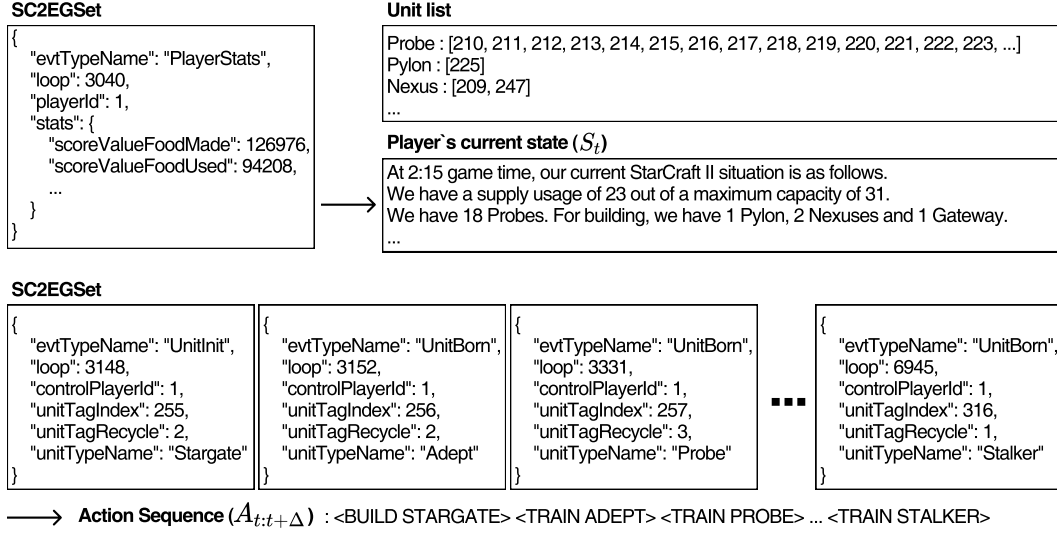 SC2EGSet
{
"evtTypeName": "PlayerStats",
"loop": 3040,
"playerId": 1,
"stats": {
"scoreValueFoodMade": 126976,
"scoreValueFoodUsed": 94208,
...
}
}
Unit list
Probe : [210, 211, 212, 213, 214, 215, 216, 217, 218, 219, 220, 221, 222, 223, ...]
Pylon : [225]
Nexus : [209, 247]
...
Player`s current state (S_t)
At 2:15 game time, our current StarCraft II situation is as follows.
We have a supply usage of 23 out of a maximum capacity of 31.
We have 18 Probes. For building, we have 1 Pylon, 2 Nexuses and 1 Gateway.
...
SC2EGSet
{
"evtTypeName": "UnitInit",
"loop": 3148,
"controlPlayerId": 1,
"unitTagIndex": 255,
"unitTagRecycle": 2,
"unitTypeName": "Stargate"
}
{
"evtTypeName": "UnitBorn",
"loop": 3152,
"controlPlayerId": 1,
"unitTagIndex": 256,
"unitTagRecycle": 2,
"unitTypeName": "Adept"
}
{
"evtTypeName": "UnitBorn",
"loop": 3331,
"controlPlayerId": 1,
"unitTagIndex": 257,
"unitTagRecycle": 3,
"unitTypeName": "Probe"
}
...
{
"evtTypeName": "UnitBorn",
"loop": 6945,
"controlPlayerId": 1,
"unitTagIndex": 316,
"unitTagRecycle": 1,
"unitTypeName": "Stalker"
}
Action Sequence (A_{t:t+Δ}) : <BUILD STARGATE> <TRAIN ADEPT> <TRAIN PROBE> ... <TRAIN STALKER>